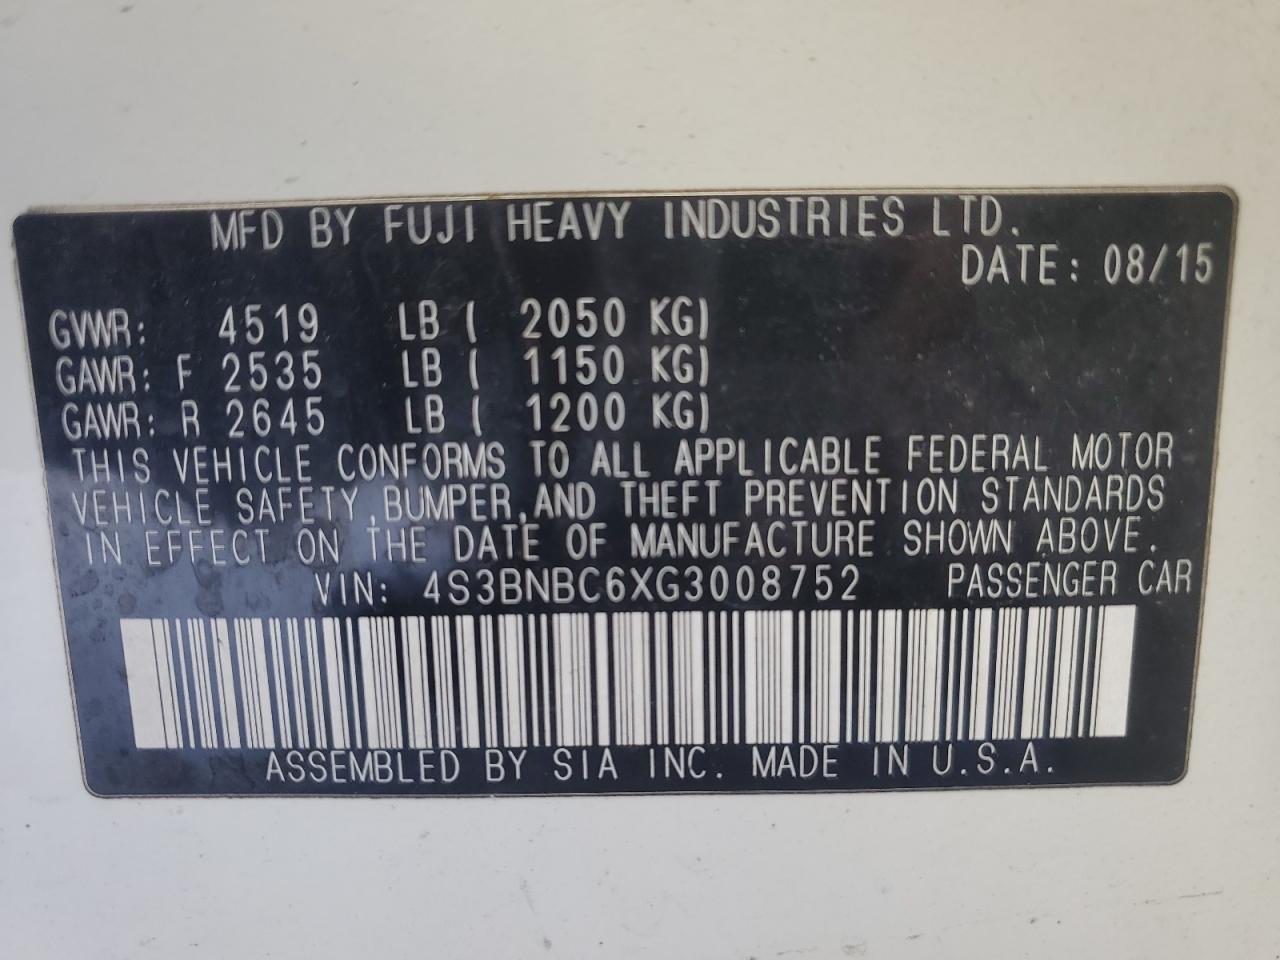 MFD BY FUJI HEAVY INDUSTRIES LTD.
DATE: 08/15
GVWR: 4519 LB ( 2050 KG)
GAWR: F 2535 LB ( 1150 KG)
GAWR: R 2645 LB ( 1200 KG)
THIS VEHICLE CONFORMS TO ALL APPLICABLE FEDERAL MOTOR
VEHICLE SAFETY,BUMPER,AND THEFT PREVENTION STANDARDS
IN EFFECT ON THE DATE OF MANUFACTURE SHOWN ABOVE.
VIN: 4S3BNBC6XG3008752 PASSENGER CAR
ASSEMBLED BY SIA INC. MADE IN U.S.A.